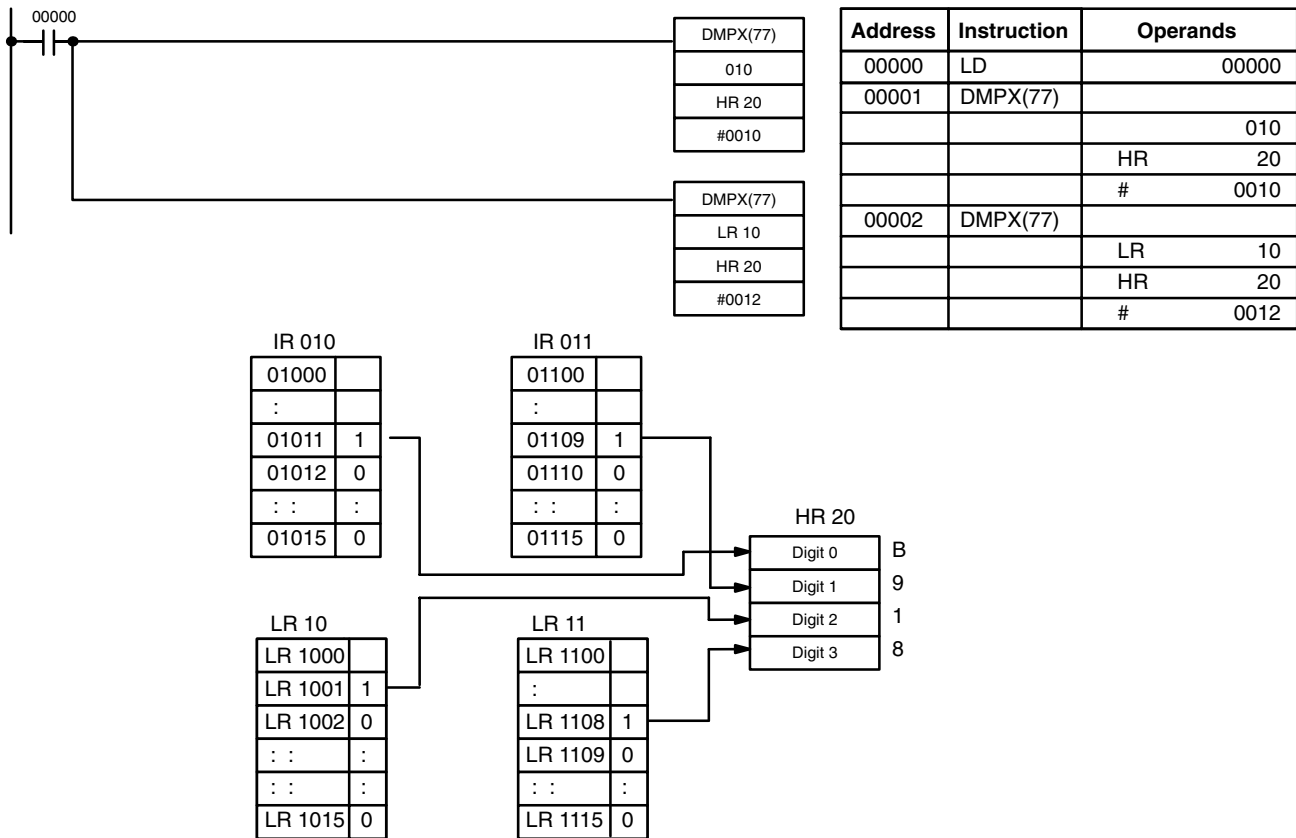 00000
DMPX(77)
010
HR 20
#0010
DMPX(77)
LR 10
HR 20
#0012
Address Instruction Operands
00000 LD 00000
00001 DMPX(77)
010
HR 20
# 0010
00002 DMPX(77)
LR 10
HR 20
# 0012
IR 010
01000
:
01011 1
01012 0
: : :
01015 0
IR 011
01100
:
01109 1
01110 0
: : :
01115 0
HR 20
Digit 0 B
Digit 1 9
Digit 2 1
Digit 3 8
LR 10
LR 1000
LR 1001 1
LR 1002 0
: : :
: : :
LR 1015 0
LR 11
LR 1100
:
LR 1108 1
LR 1109 0
: : :
LR 1115 0